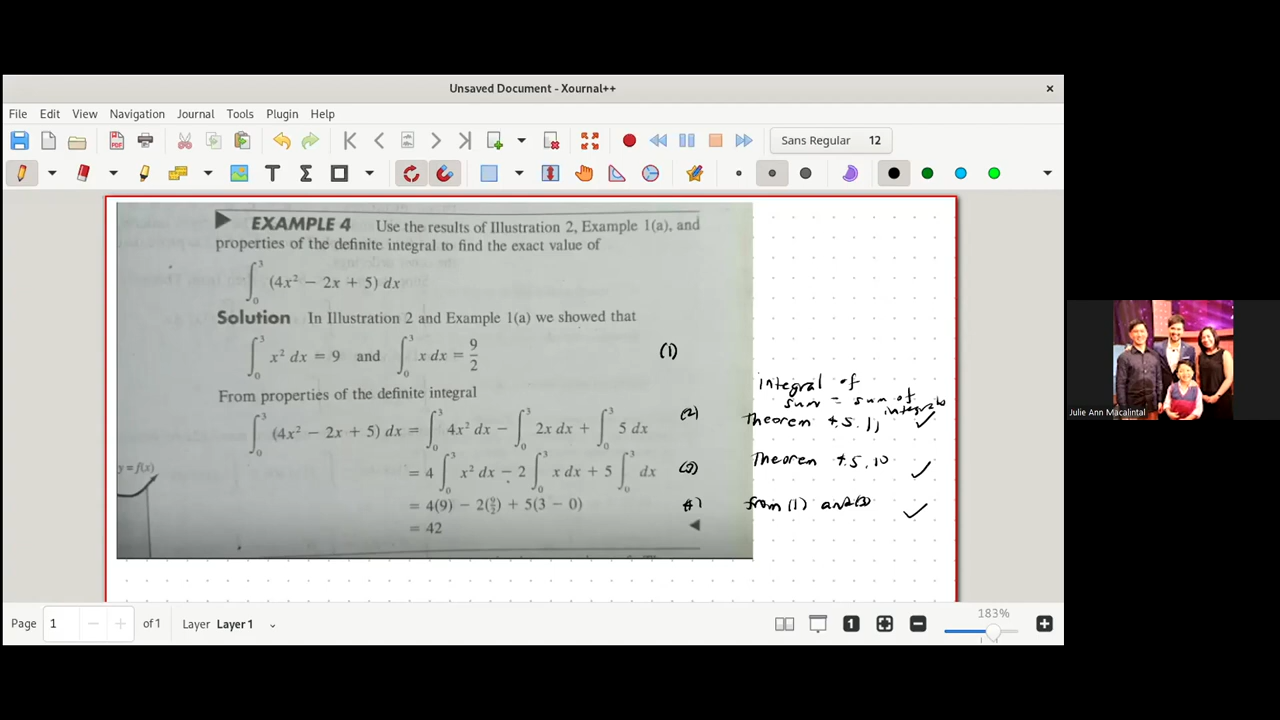 Unsaved Document - Xournal++
File Edit View Navigation Journal Tools Plugin Help
Sans Regular 12
EXAMPLE 4 Use the results of Illustration 2, Example 1(a), and
properties of the definite integral to find the exact value of
∫₀³ (4x² − 2x + 5) dx
Solution In Illustration 2 and Example 1(a) we showed that
∫₀³ x² dx = 9 and ∫₀³ x dx = 9/2 (1)
From properties of the definite integral
integral of
sum = sum of
integrals
∫₀³ (4x² − 2x + 5) dx = ∫₀³ 4x² dx − ∫₀³ 2x dx + ∫₀³ 5 dx (2) Theorem 4.5.11 ✓
= 4 ∫₀³ x² dx − 2 ∫₀³ x dx + 5 ∫₀³ dx (3) Theorem 4.5.10 ✓
= 4(9) − 2(9/2) + 5(3 − 0) from (1) and (3) ✓
= 42
y = f(x)
Page 1 of 1 Layer Layer 1
183%
1
Julie Ann Macalintal